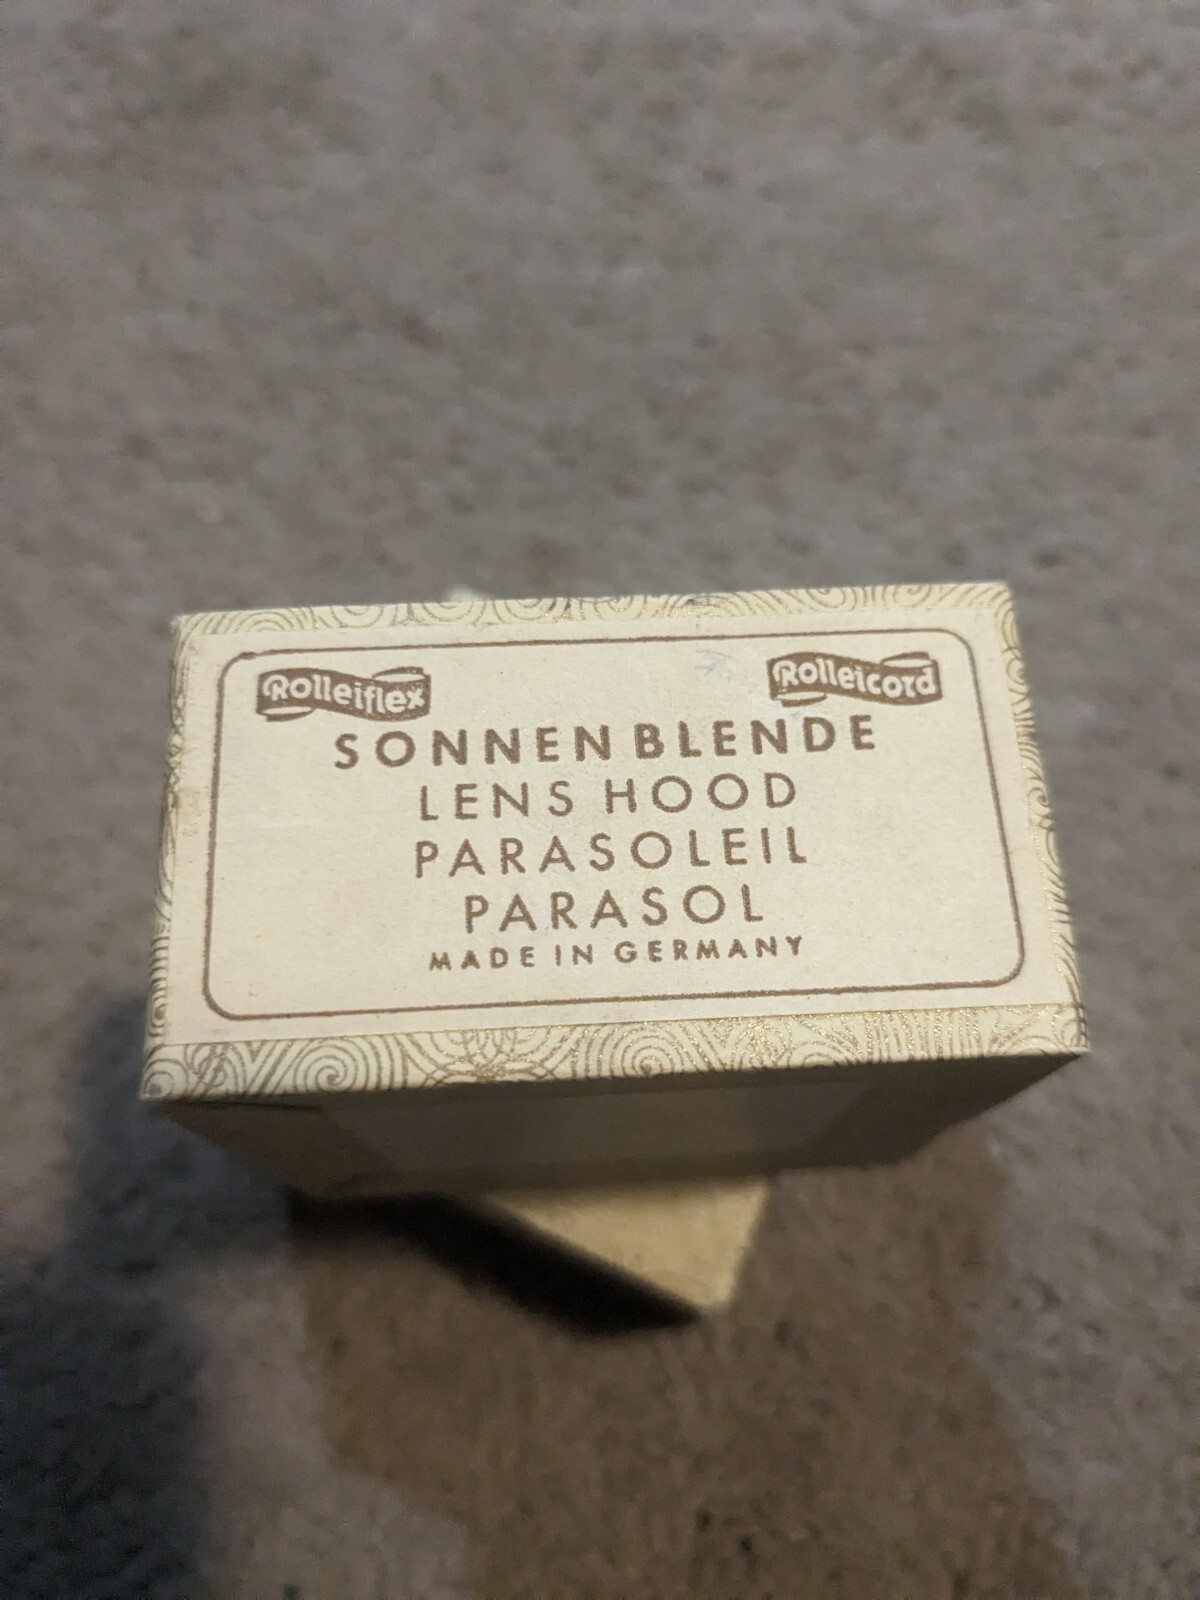 Rolleiflex Rolleicord
SONNENBLENDE
LENS HOOD
PARASOLEIL
PARASOL
MADE IN GERMANY